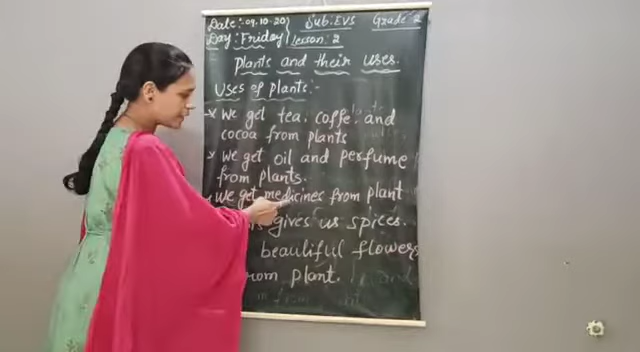 Date:- 09.10.20 Sub: EVS Grade - 2
Day: Friday Lesson: 2
Plants and their uses.
Uses of plants:-
* We get tea, coffe, and
cocoa from plants
* We get oil and perfume
from plants.
* We get medicines from plant
gives us spices.
beautiful flowers
from plant.